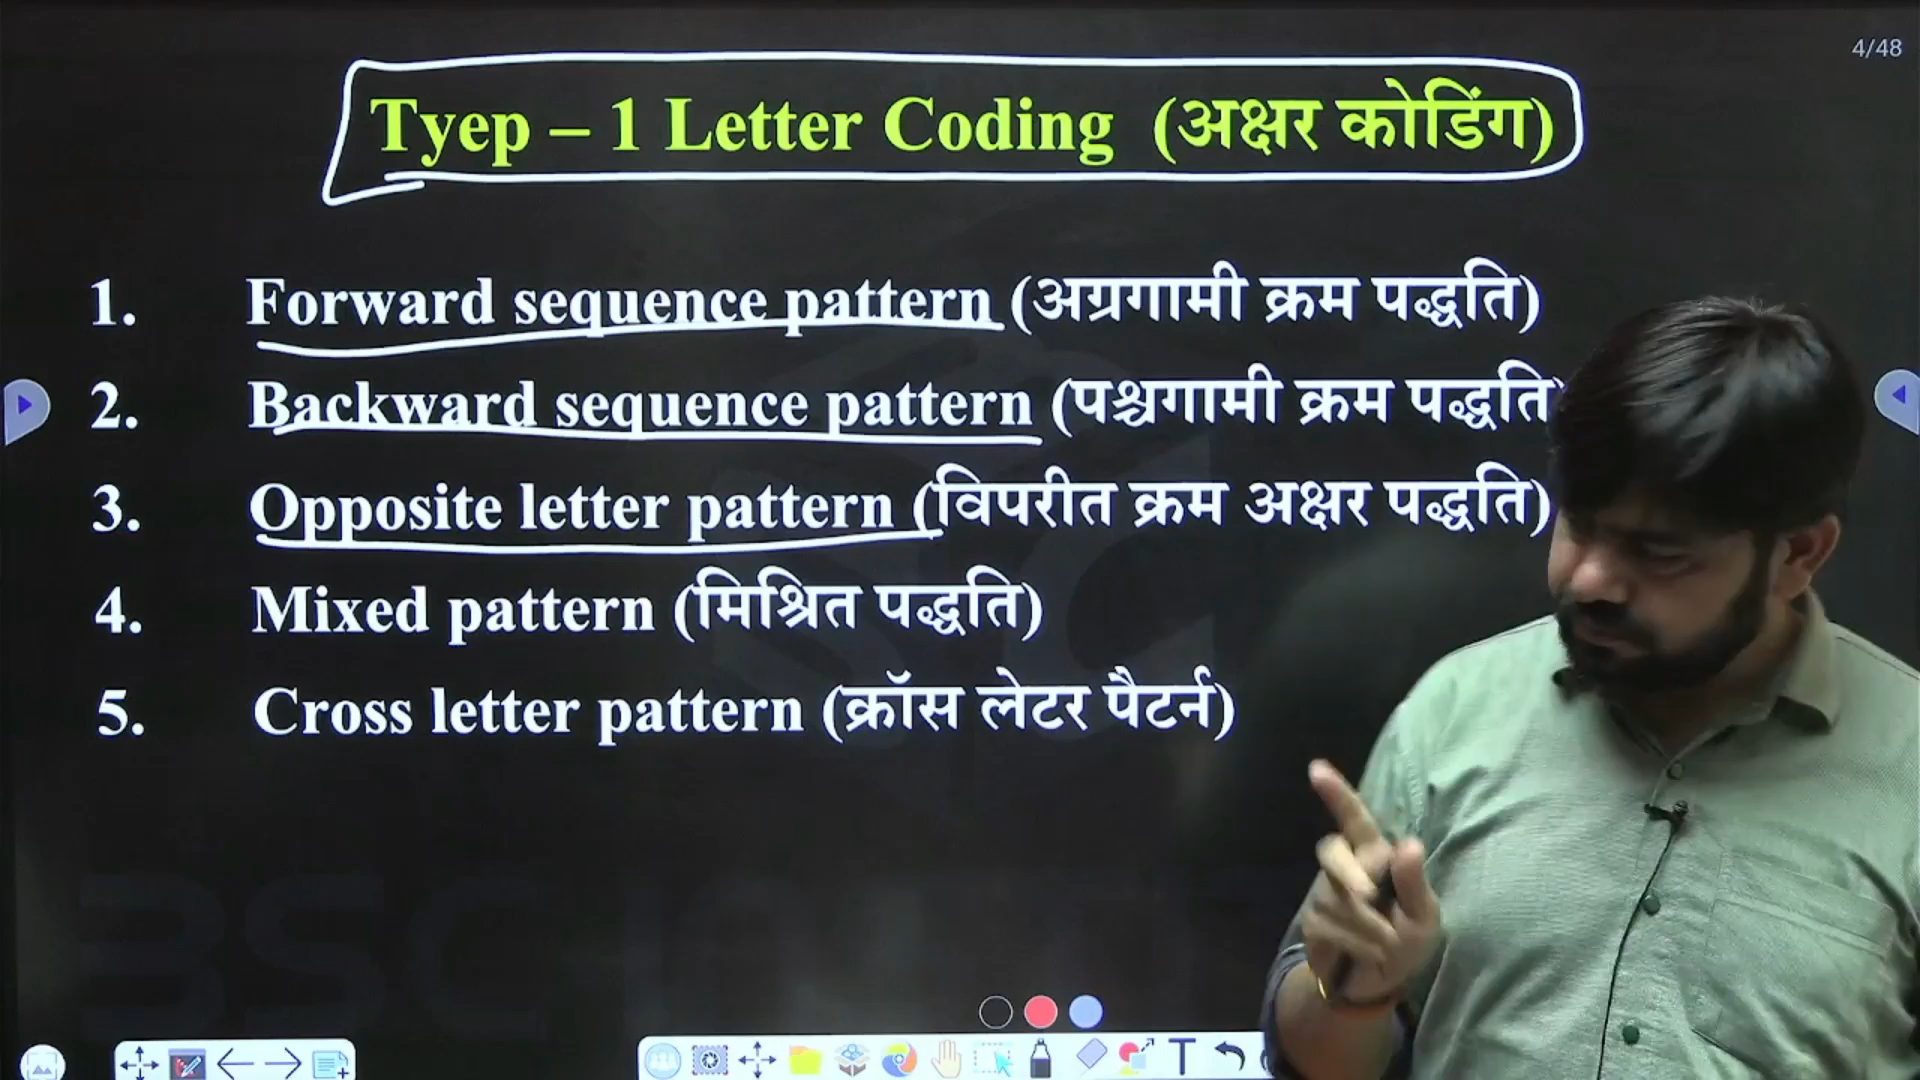 4/48
Tyep – 1 Letter Coding (अक्षर कोडिंग)
1. Forward sequence pattern (अग्रगामी क्रम पद्धति)
2. Backward sequence pattern (पश्चगामी क्रम पद्धति)
3. Opposite letter pattern (विपरीत क्रम अक्षर पद्धति)
4. Mixed pattern (मिश्रित पद्धति)
5. Cross letter pattern (क्रॉस लेटर पैटर्न)